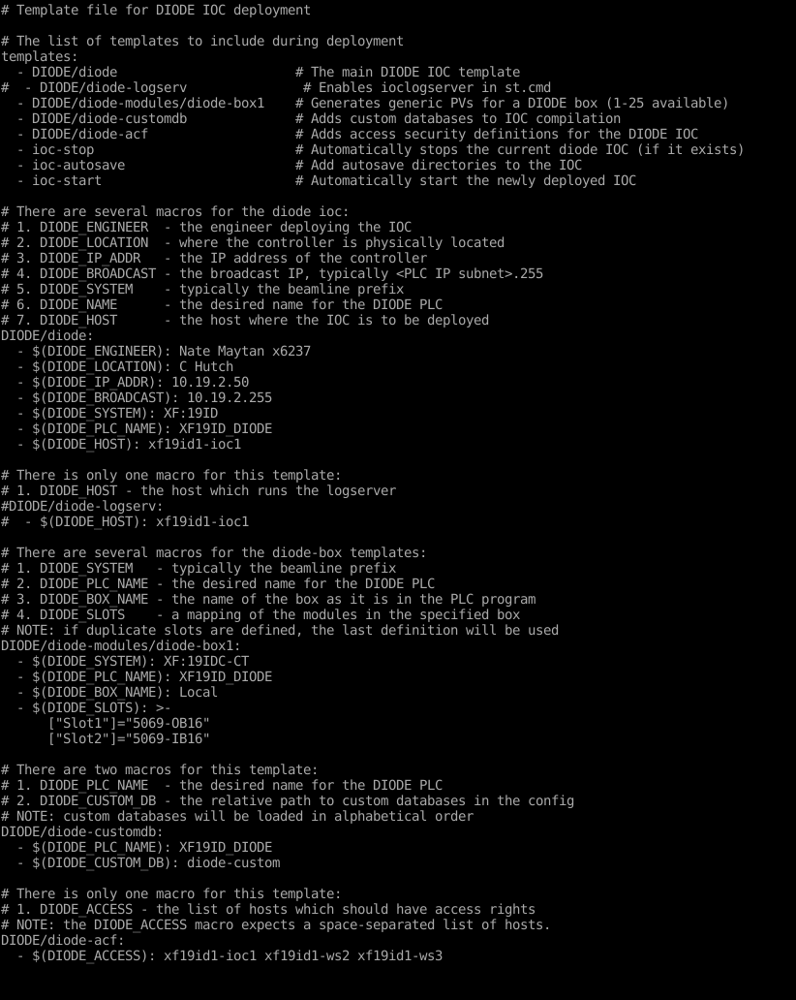 # Template file for DIODE IOC deployment

# The list of templates to include during deployment
templates:
  - DIODE/diode                       # The main DIODE IOC template
#  - DIODE/diode-logserv               # Enables ioclogserver in st.cmd
  - DIODE/diode-modules/diode-box1    # Generates generic PVs for a DIODE box (1-25 available)
  - DIODE/diode-customdb              # Adds custom databases to IOC compilation
  - DIODE/diode-acf                   # Adds access security definitions for the DIODE IOC
  - ioc-stop                          # Automatically stops the current diode IOC (if it exists)
  - ioc-autosave                      # Add autosave directories to the IOC
  - ioc-start                         # Automatically start the newly deployed IOC

# There are several macros for the diode ioc:
# 1. DIODE_ENGINEER  - the engineer deploying the IOC
# 2. DIODE_LOCATION  - where the controller is physically located
# 3. DIODE_IP_ADDR   - the IP address of the controller
# 4. DIODE_BROADCAST - the broadcast IP, typically <PLC IP subnet>.255
# 5. DIODE_SYSTEM    - typically the beamline prefix
# 6. DIODE_NAME      - the desired name for the DIODE PLC
# 7. DIODE_HOST      - the host where the IOC is to be deployed
DIODE/diode:
  - $(DIODE_ENGINEER): Nate Maytan x6237
  - $(DIODE_LOCATION): C Hutch
  - $(DIODE_IP_ADDR): 10.19.2.50
  - $(DIODE_BROADCAST): 10.19.2.255
  - $(DIODE_SYSTEM): XF:19ID
  - $(DIODE_PLC_NAME): XF19ID_DIODE
  - $(DIODE_HOST): xf19id1-ioc1

# There is only one macro for this template:
# 1. DIODE_HOST - the host which runs the logserver
#DIODE/diode-logserv:
#  - $(DIODE_HOST): xf19id1-ioc1

# There are several macros for the diode-box templates:
# 1. DIODE_SYSTEM   - typically the beamline prefix
# 2. DIODE_PLC_NAME - the desired name for the DIODE PLC
# 3. DIODE_BOX_NAME - the name of the box as it is in the PLC program
# 4. DIODE_SLOTS    - a mapping of the modules in the specified box
# NOTE: if duplicate slots are defined, the last definition will be used
DIODE/diode-modules/diode-box1:
  - $(DIODE_SYSTEM): XF:19IDC-CT
  - $(DIODE_PLC_NAME): XF19ID_DIODE
  - $(DIODE_BOX_NAME): Local
  - $(DIODE_SLOTS): >-
      ["Slot1"]="5069-OB16"
      ["Slot2"]="5069-IB16"

# There are two macros for this template:
# 1. DIODE_PLC_NAME  - the desired name for the DIODE PLC
# 2. DIODE_CUSTOM_DB - the relative path to custom databases in the config
# NOTE: custom databases will be loaded in alphabetical order
DIODE/diode-customdb:
  - $(DIODE_PLC_NAME): XF19ID_DIODE
  - $(DIODE_CUSTOM_DB): diode-custom

# There is only one macro for this template:
# 1. DIODE_ACCESS - the list of hosts which should have access rights
# NOTE: the DIODE_ACCESS macro expects a space-separated list of hosts.
DIODE/diode-acf:
  - $(DIODE_ACCESS): xf19id1-ioc1 xf19id1-ws2 xf19id1-ws3